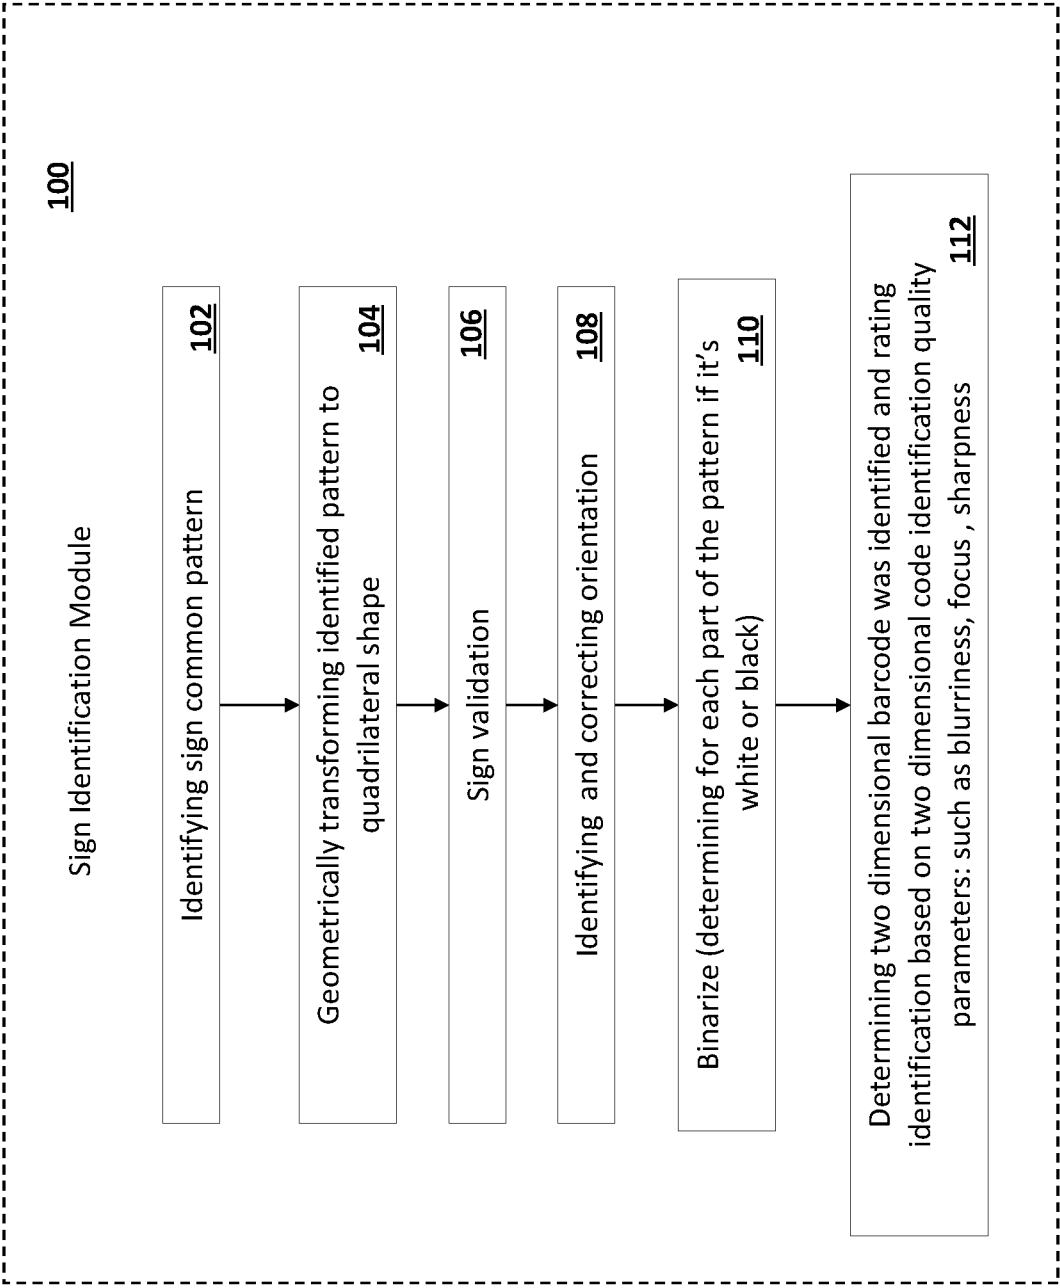 100
Sign Identification Module
Identifying sign common pattern
102
Geometrically transforming identified pattern to
quadrilateral shape
104
Sign validation
106
Identifying and correcting orientation
108
Binarize (determining for each part of the pattern if it’s
white or black)
110
Determining two dimensional barcode was identified and rating
identification based on two dimensional code identification quality
parameters: such as blurriness, focus , sharpness
112